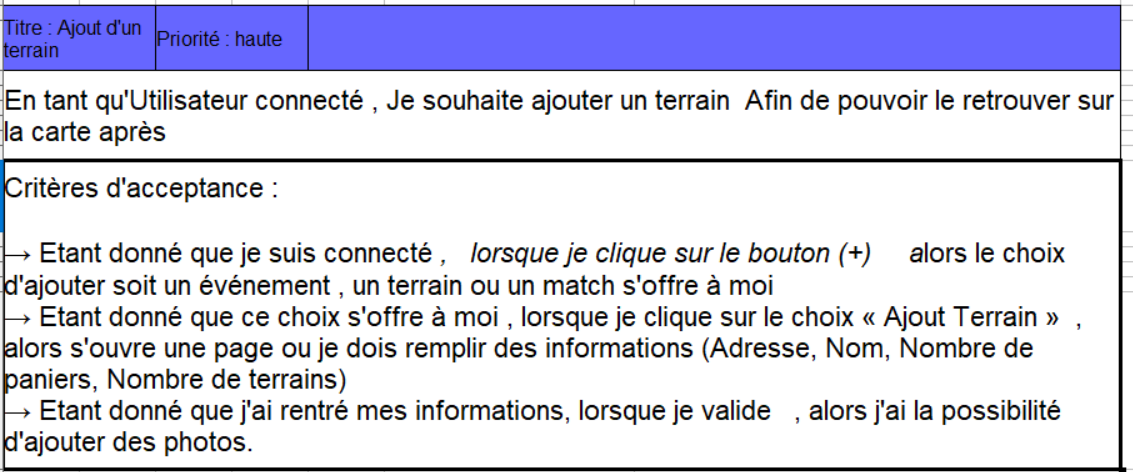 Titre : Ajout d'un
terrain
Priorité : haute
En tant qu'Utilisateur connecté , Je souhaite ajouter un terrain  Afin de pouvoir le retrouver sur
la carte après
Critères d'acceptance :
→ Etant donné que je suis connecté ,   lorsque je clique sur le bouton (+)     alors le choix
d'ajouter soit un événement , un terrain ou un match s'offre à moi
→ Etant donné que ce choix s'offre à moi , lorsque je clique sur le choix « Ajout Terrain »  ,
alors s'ouvre une page ou je dois remplir des informations (Adresse, Nom, Nombre de
paniers, Nombre de terrains)
→ Etant donné que j'ai rentré mes informations, lorsque je valide   , alors j'ai la possibilité
d'ajouter des photos.